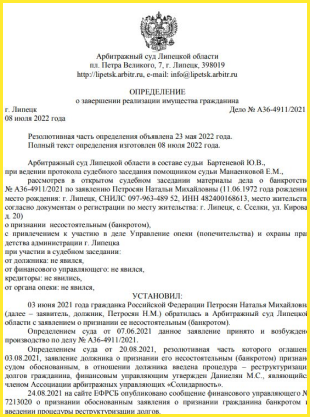 Арбитражный суд Липецкой области
пл. Петра Великого, 7, г. Липецк, 398019
http://lipetsk.arbitr.ru, e-mail: info@lipetsk.arbitr.ru
ОПРЕДЕЛЕНИЕ
о завершении реализации имущества гражданина
г. Липецк Дело № А36-4911/2021
08 июля 2022 года
Резолютивная часть определения объявлена 23 мая 2022 года.
Полный текст определения изготовлен 08 июля 2022 года.
Арбитражный суд Липецкой области в составе судьи Бартеневой Ю.В.,
при ведении протокола судебного заседания помощником судьи Манаенковой Е.М.,
рассмотрев в открытом судебном заседании материалы дела о банкротстве
№ А36-4911/2021 по заявлению Петросян Натальи Михайловны (11.06.1972 года рождения
место рождения: г. Липецк, СНИЛС 097-963-489 52, ИНН 482400168613, место жительства
согласно документам о регистрации по месту жительства: г. Липецк, с. Сселки, ул. Кирова
д. 20)
о признании несостоятельным (банкротом),
с привлечением к участию в деле Управление опеки (попечительства) и охраны прав
детства администрации г. Липецка
при участии в судебном заседании:
от должника: не явился,
от финансового управляющего: не явился,
кредиторы: не явились,
от органа опеки: не явился,
УСТАНОВИЛ:
03 июня 2021 года гражданка Российской Федерации Петросян Наталья Михайловна
(далее – заявитель, должник, Петросян Н.М.) обратилась в Арбитражный суд Липецкой
области с заявлением о признании ее несостоятельным (банкротом).
Определением суда от 07.06.2021 данное заявление принято и возбуждено
производство по делу № А36-4911/2021.
Определением суда от 20.08.2021, резолютивная часть которого оглашена
03.08.2021, заявление должника о признании его несостоятельным (банкротом) признано
судом обоснованным, в отношении должника введена процедура – реструктуризации
долгов гражданина, финансовым управляющим утвержден Данилов М.С., являющийся
членом Ассоциации арбитражных управляющих «Солидарность».
24.08.2021 на сайте ЕФРСБ опубликовано сообщение финансового управляющего №
7213020 о признании обоснованным заявления о признании гражданина банкротом и
введении процедуры реструктуризации долгов.